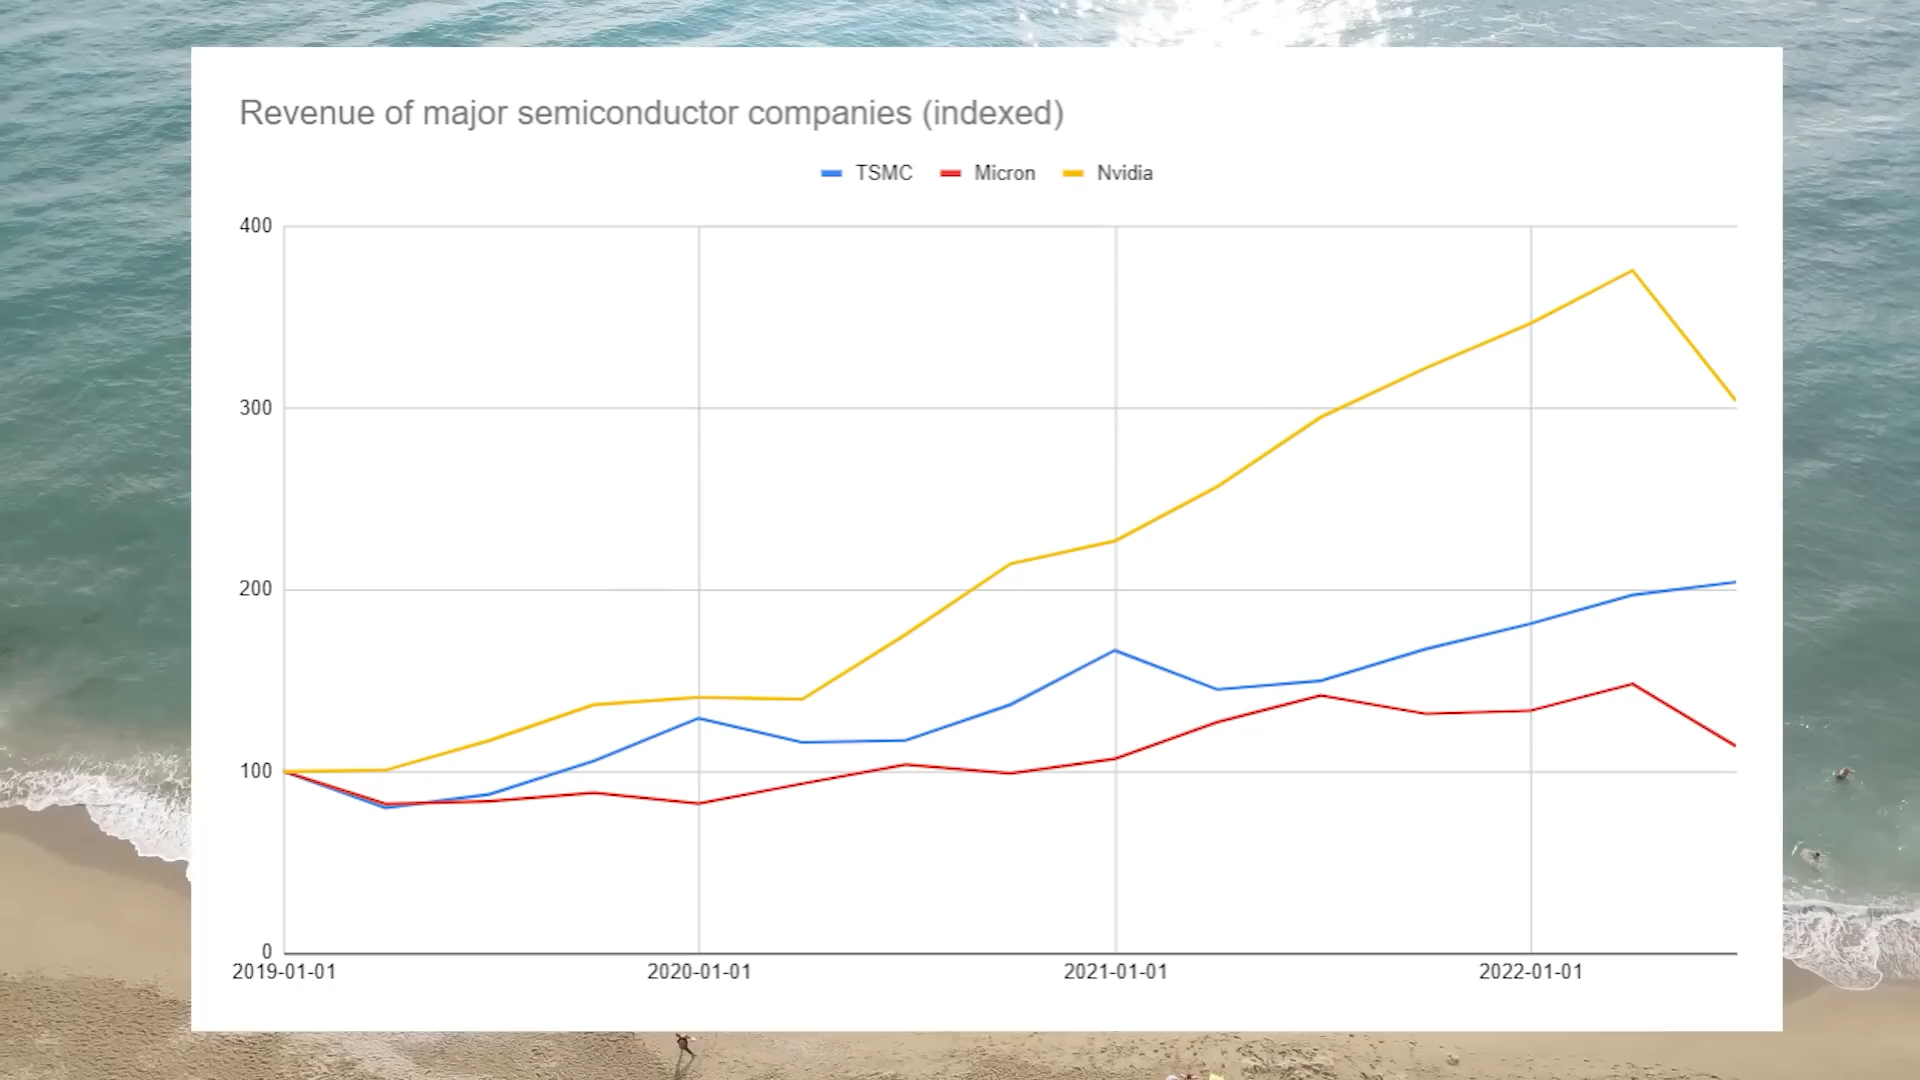 Revenue of major semiconductor companies (indexed)
TSMC Micron Nvidia
400
300
200
100
0
2019-01-01 2020-01-01 2021-01-01 2022-01-01